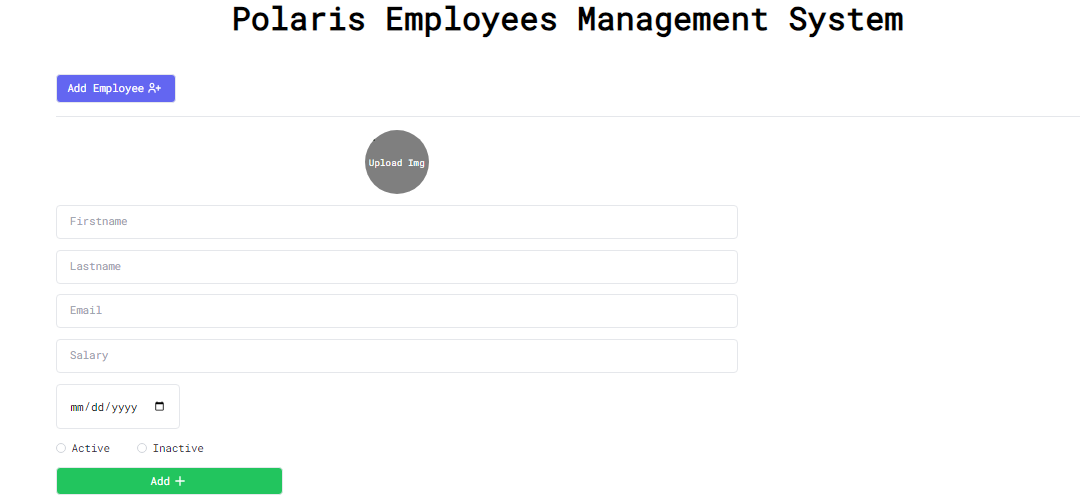 Polaris Employees Management System
Add Employee
Upload Img
Firstname
Lastname
Email
Salary
mm/dd/yyyy
Active Inactive
Add +